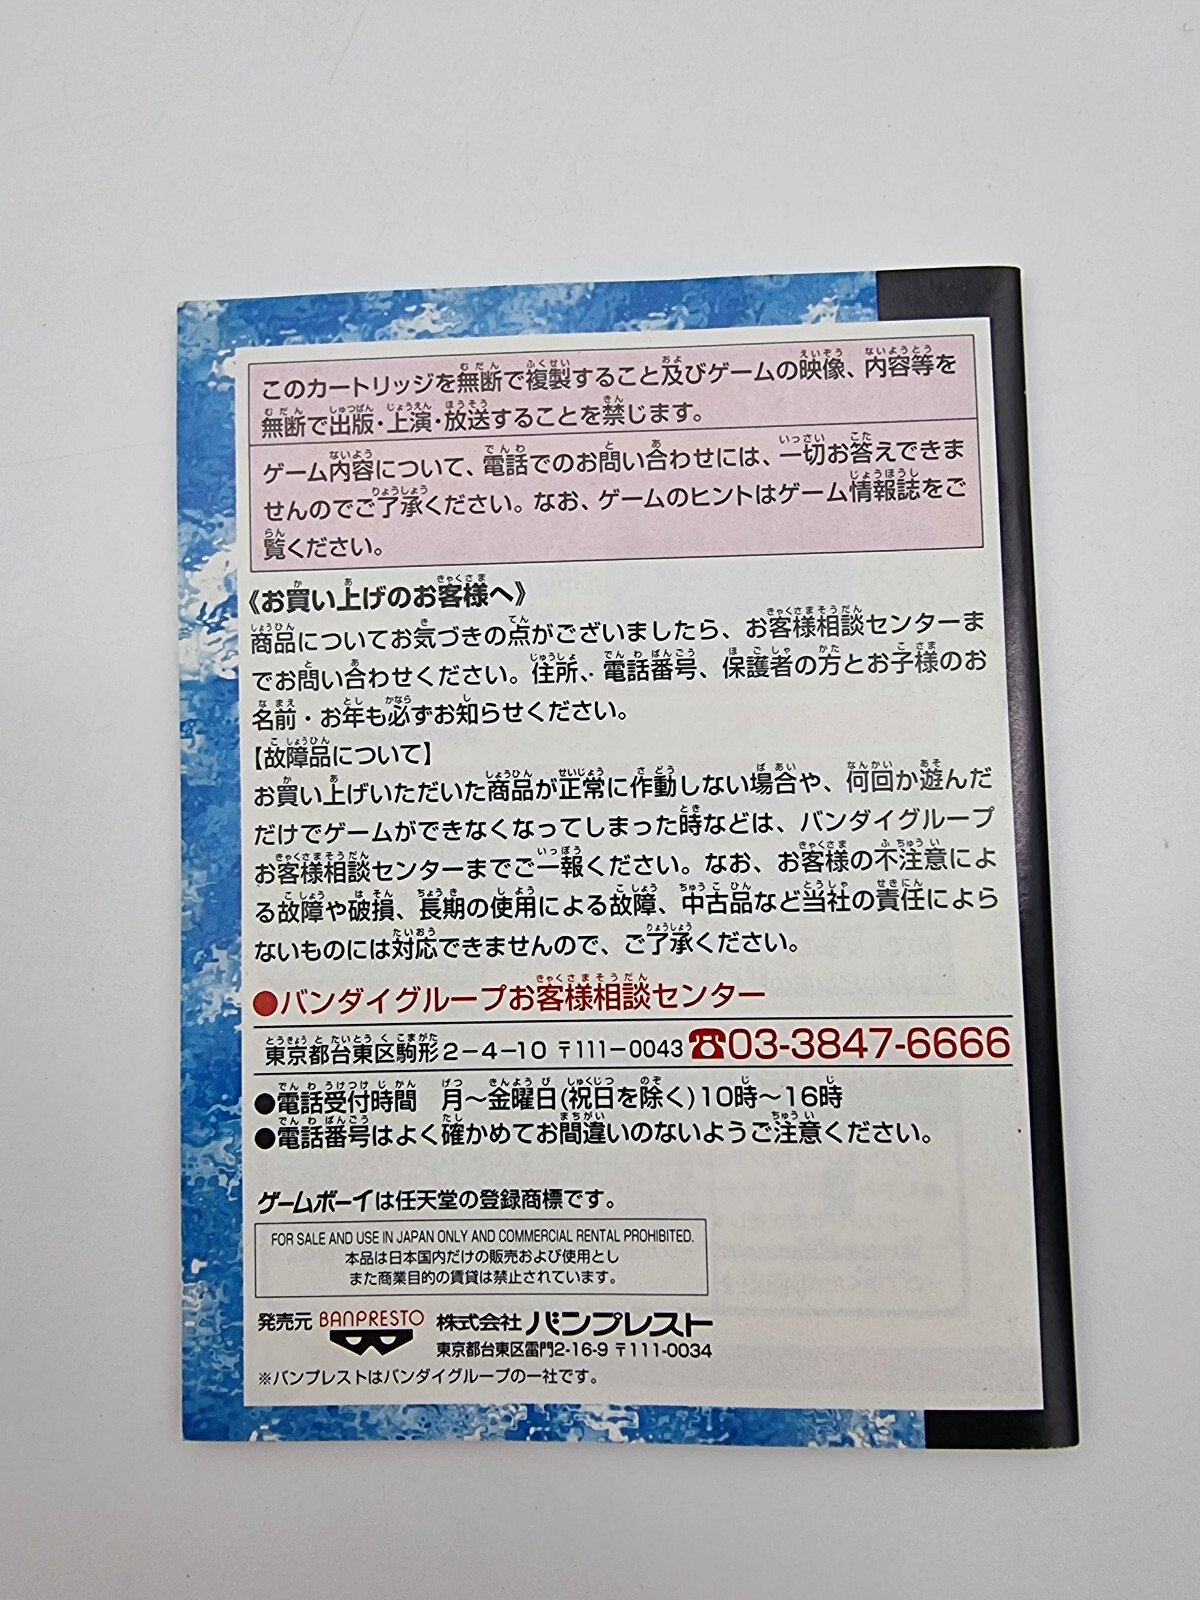 このカートリッジを無断で複製すること及びゲームの映像、内容等を
無断で出版・上演・放送することを禁じます。
ゲーム内容について、電話でのお問い合わせには、一切お答えできま
せんのでご了承ください。なお、ゲームのヒントはゲーム情報誌をご
覧ください。
《お買い上げのお客様へ》
商品についてお気づきの点がございましたら、お客様相談センターま
でお問い合わせください。住所、電話番号、保護者の方とお子様のお
名前・お年も必ずお知らせください。
【故障品について】
お買い上げいただいた商品が正常に作動しない場合や、何回か遊んだ
だけでゲームができなくなってしまった時などは、バンダイグループ
お客様相談センターまでご一報ください。なお、お客様の不注意によ
る故障や破損、長期の使用による故障、中古品など当社の責任によら
ないものには対応できませんので、ご了承ください。
●バンダイグループお客様相談センター
東京都台東区駒形2-4-10 〒111-0043 ☎03-3847-6666
●電話受付時間 月〜金曜日(祝日を除く)10時〜16時
●電話番号はよく確かめてお間違いのないようご注意ください。
ゲームボーイは任天堂の登録商標です。
FOR SALE AND USE IN JAPAN ONLY AND COMMERCIAL RENTAL PROHIBITED.
本品は日本国内だけの販売および使用とし
また商業目的の賃貸は禁止されています。
発売元 BANPRESTO 株式会社 バンプレスト
東京都台東区雷門2-16-9 〒111-0034
※バンプレストはバンダイグループの一社です。